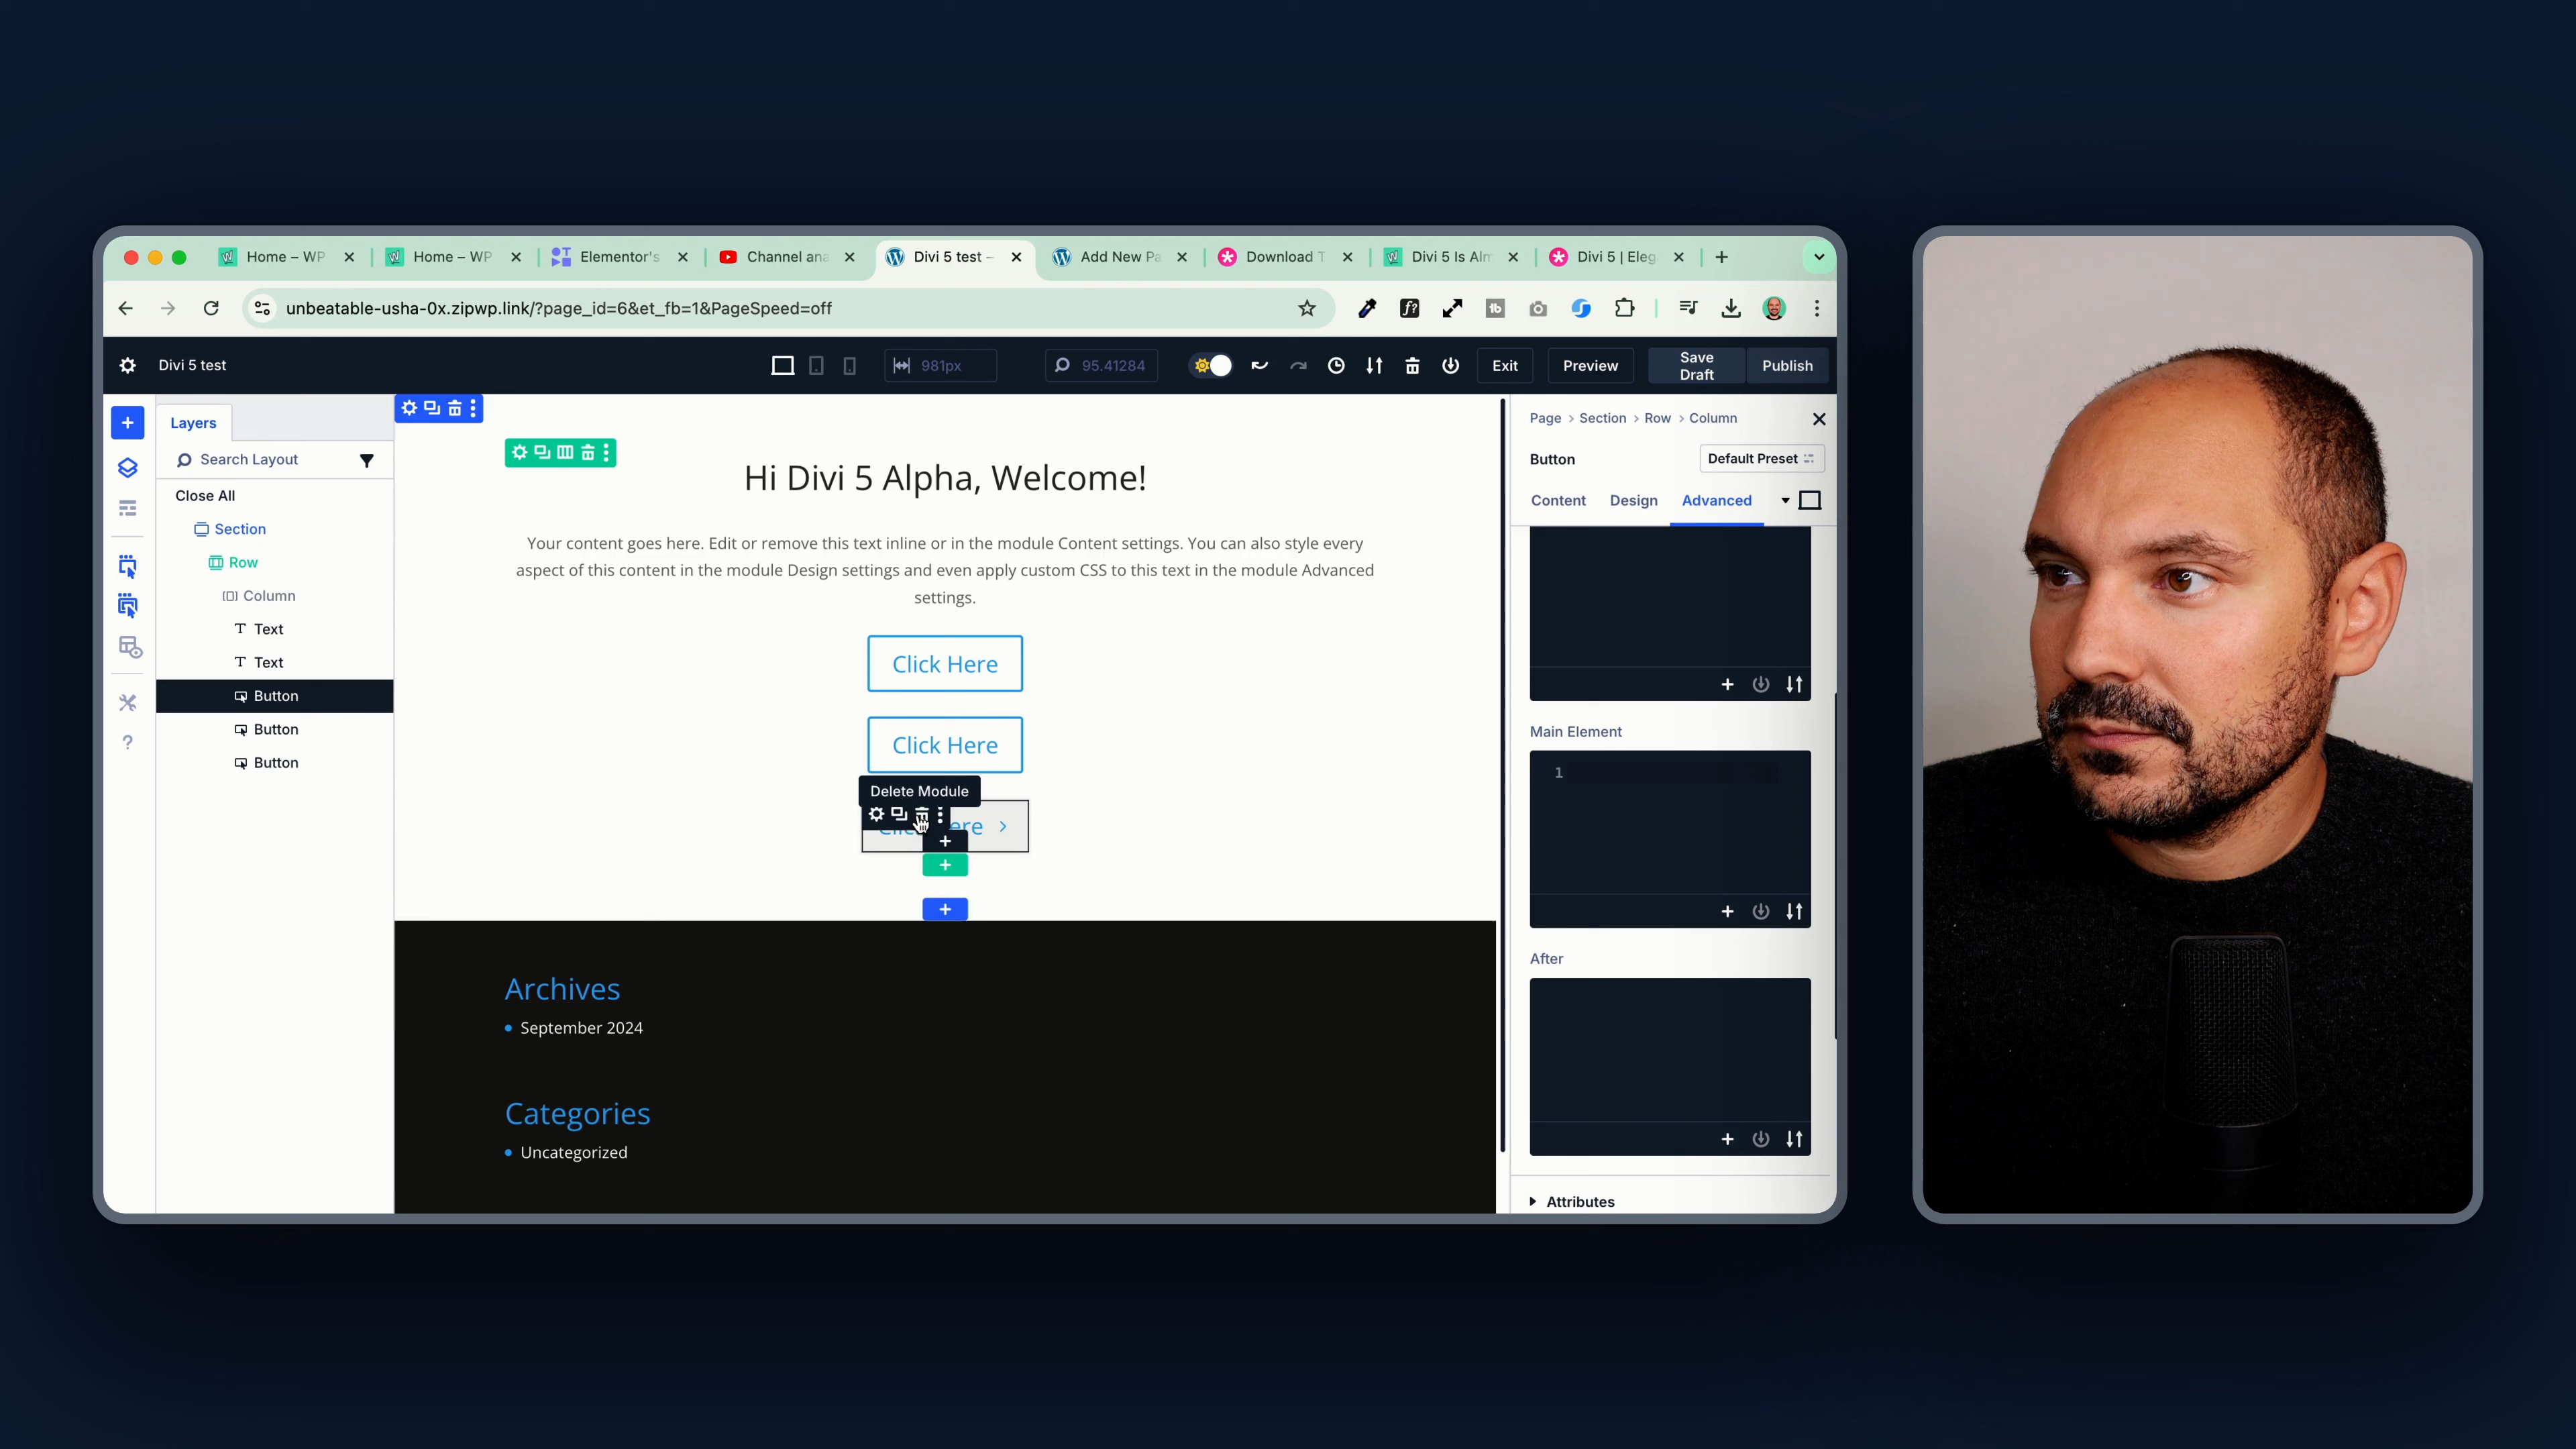 Home – WP
Home – WP
Elementor's
Channel ana
Divi 5 test –
Add New Pa
Download T
Divi 5 Is Alm
Divi 5 | Eleg
unbeatable-usha-0x.zipwp.link/?page_id=6&et_fb=1&PageSpeed=off
Divi 5 test
981px
95.41284
Exit
Preview
Save Draft
Publish
Layers
Search Layout
Close All
Section
Row
Column
Text
Text
Button
Button
Button
Hi Divi 5 Alpha, Welcome!
Your content goes here. Edit or remove this text inline or in the module Content settings. You can also style every
aspect of this content in the module Design settings and even apply custom CSS to this text in the module Advanced
settings.
Click Here
Click Here
Delete Module
Click Here
Archives
September 2024
Categories
Uncategorized
Page > Section > Row > Column
Button
Default Preset
Content
Design
Advanced
Main Element
1
After
Attributes